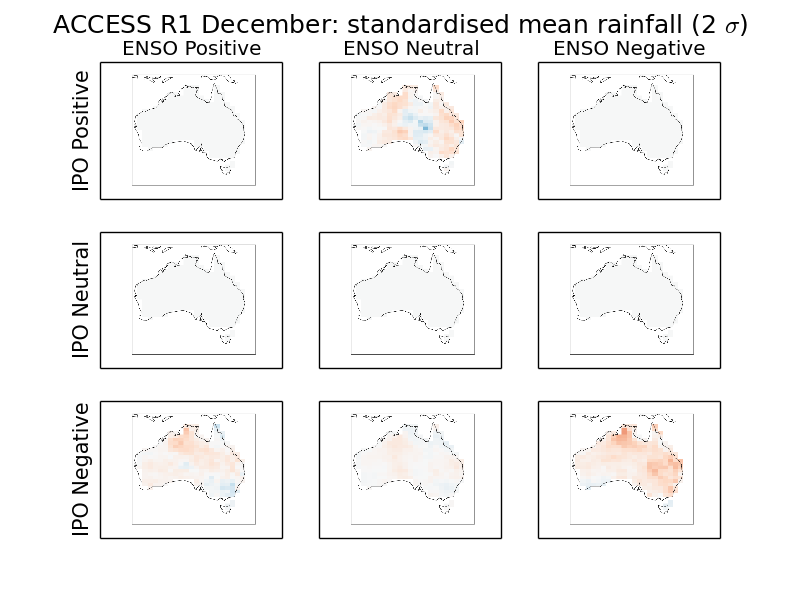 ACCESS R1 December: standardised mean rainfall (2 σ)
ENSO Positive ENSO Neutral ENSO Negative
IPO Positive
IPO Neutral
IPO Negative